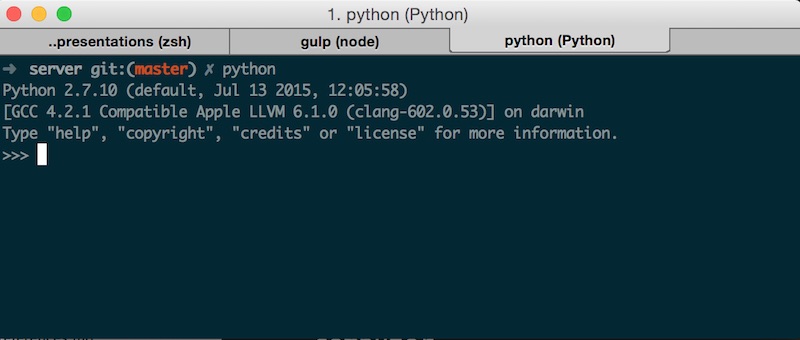 1. python (Python)
..presentations (zsh)
gulp (node)
python (Python)
➜ server git:(master) ✗ python
Python 2.7.10 (default, Jul 13 2015, 12:05:58)
[GCC 4.2.1 Compatible Apple LLVM 6.1.0 (clang-602.0.53)] on darwin
Type "help", "copyright", "credits" or "license" for more information.
>>>